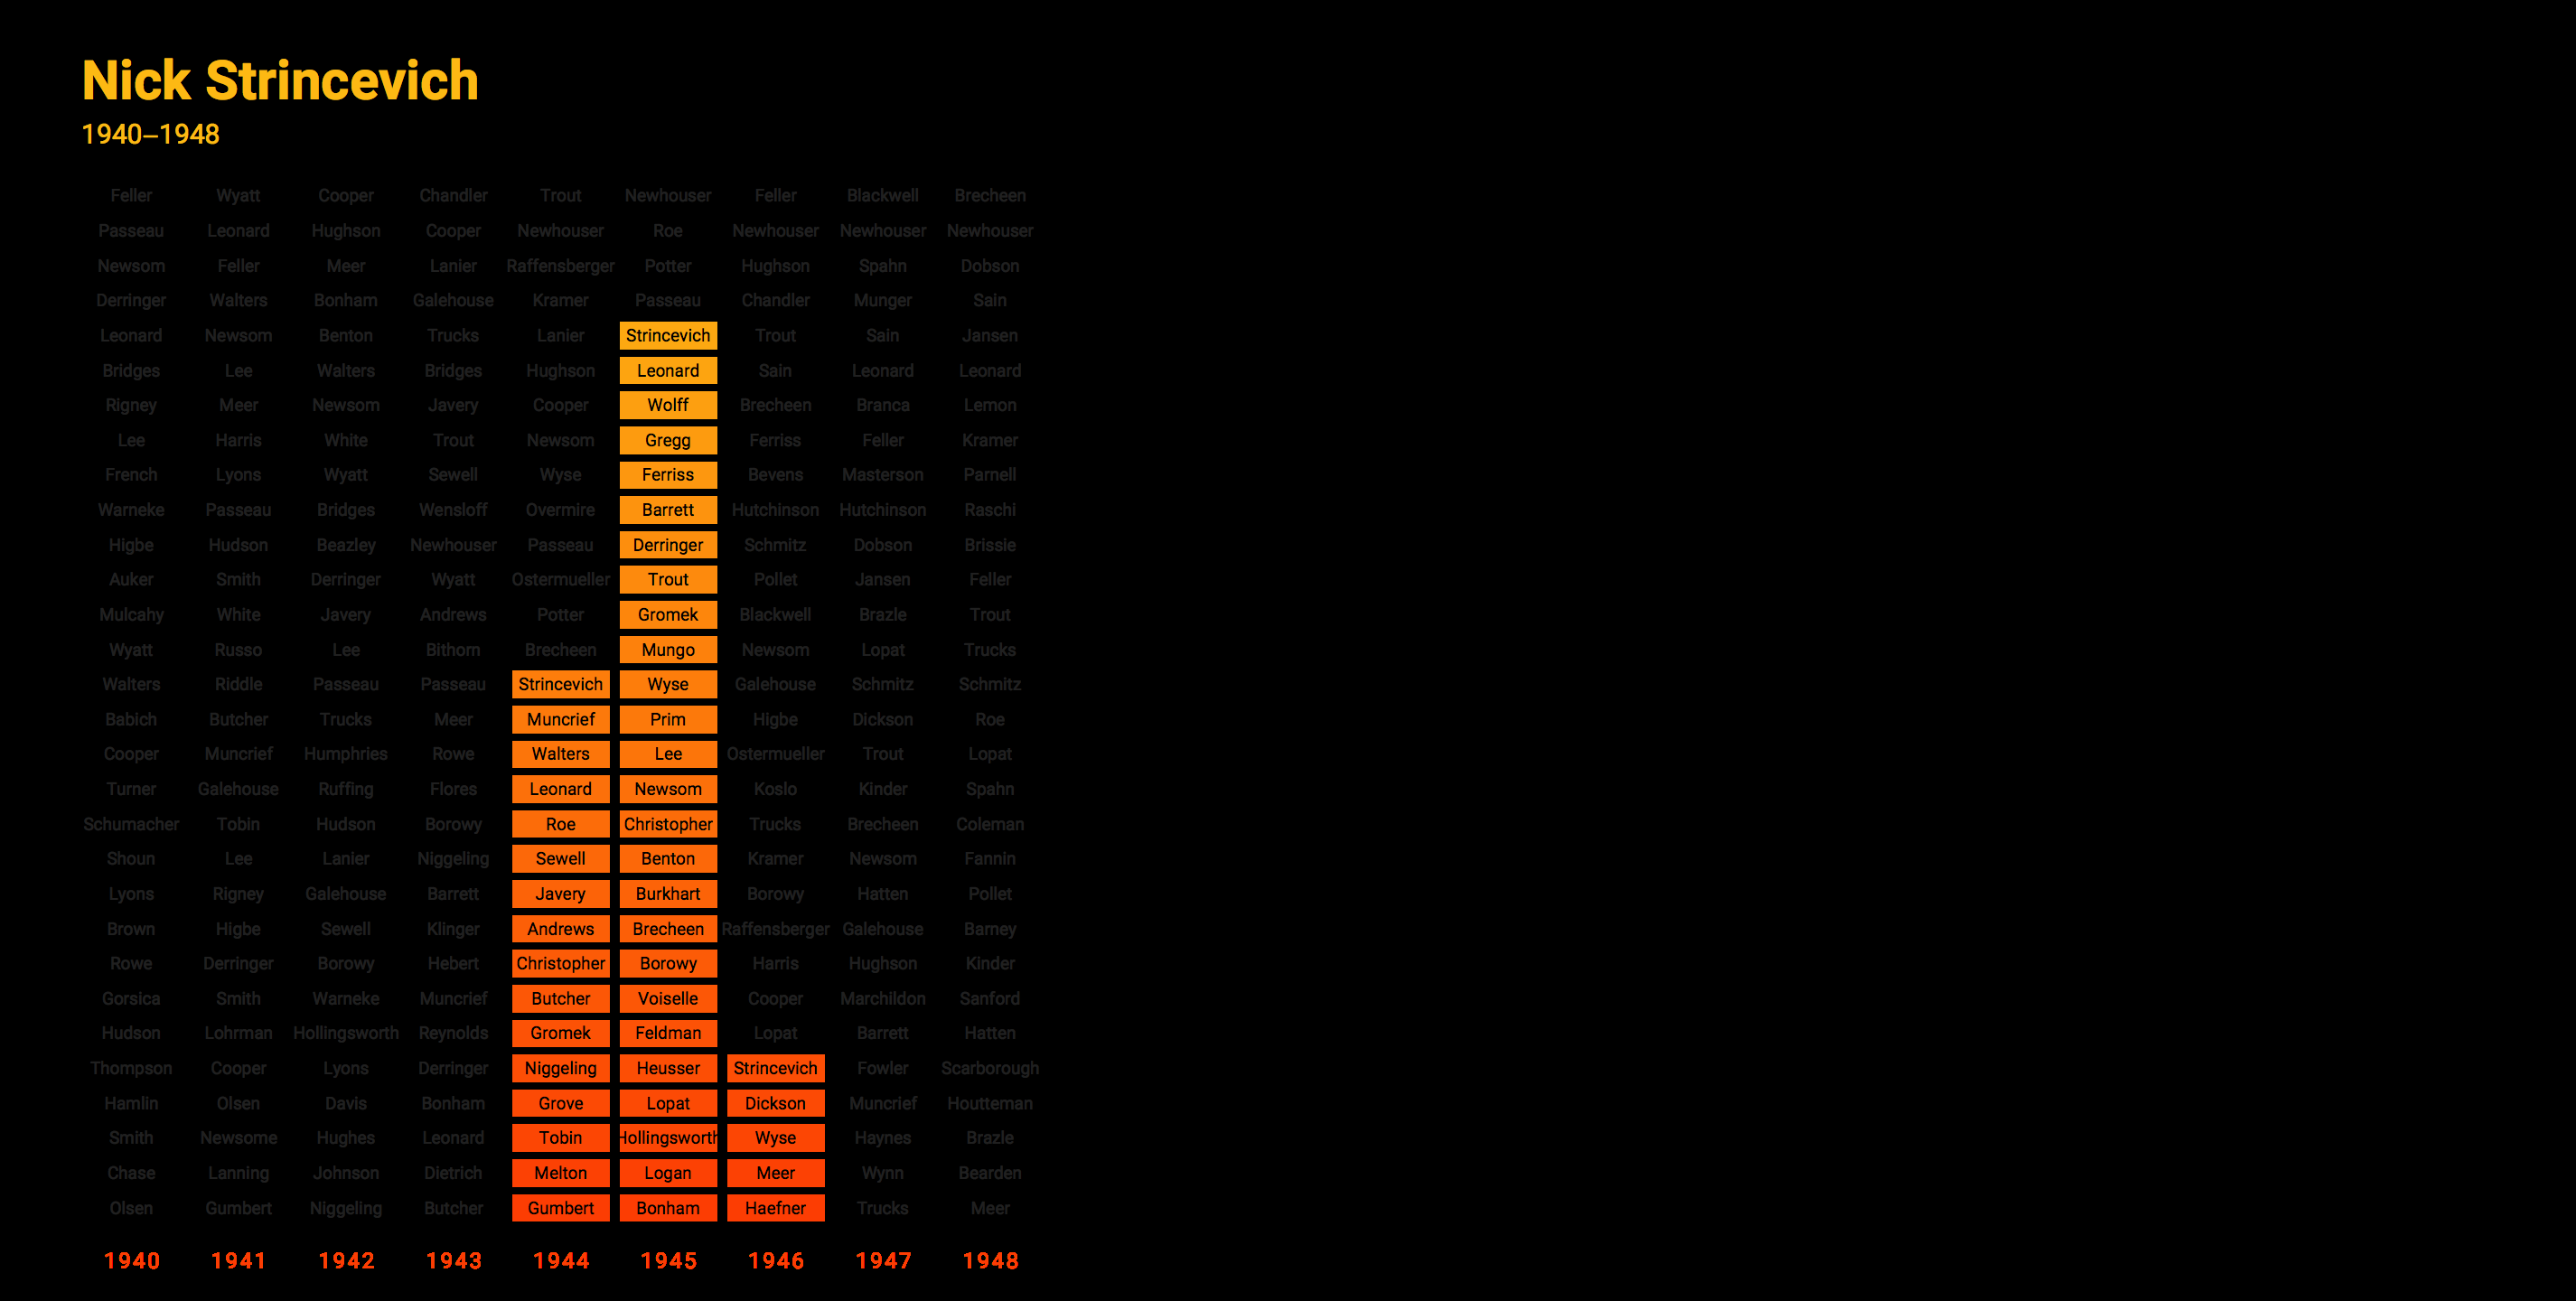 Nick Strincevich
1940–1948
Feller Wyatt Cooper Chandler Trout Newhouser Feller Blackwell Brecheen
Passeau Leonard Hughson Cooper Newhouser Roe Newhouser Newhouser Newhouser
Newsom Feller Meer Lanier Raffensberger Potter Hughson Spahn Dobson
Derringer Walters Bonham Galehouse Kramer Passeau Chandler Munger Sain
Leonard Newsom Benton Trucks Lanier Strincevich Trout Sain Jansen
Bridges Lee Walters Bridges Hughson Leonard Sain Leonard Leonard
Rigney Meer Newsom Javery Cooper Wolff Brecheen Branca Lemon
Lee Harris White Trout Newsom Gregg Ferriss Feller Kramer
French Lyons Wyatt Sewell Wyse Ferriss Bevens Masterson Parnell
Warneke Passeau Bridges Wensloff Overmire Barrett Hutchinson Hutchinson Raschi
Higbe Hudson Beazley Newhouser Passeau Derringer Schmitz Dobson Brissie
Auker Smith Derringer Wyatt Ostermueller Trout Pollet Jansen Feller
Mulcahy White Javery Andrews Potter Gromek Blackwell Brazle Trout
Wyatt Russo Lee Bithorn Brecheen Mungo Newsom Lopat Trucks
Walters Riddle Passeau Passeau Strincevich Wyse Galehouse Schmitz Schmitz
Babich Butcher Trucks Meer Muncrief Prim Higbe Dickson Roe
Cooper Muncrief Humphries Rowe Walters Lee Ostermueller Trout Lopat
Turner Galehouse Ruffing Flores Leonard Newsom Koslo Kinder Spahn
Schumacher Tobin Hudson Borowy Roe Christopher Trucks Brecheen Coleman
Shoun Lee Lanier Niggeling Sewell Benton Kramer Newsom Fannin
Lyons Rigney Galehouse Barrett Javery Burkhart Borowy Hatten Pollet
Brown Higbe Sewell Klinger Andrews Brecheen Raffensberger Galehouse Barney
Rowe Derringer Borowy Hebert Christopher Borowy Harris Hughson Kinder
Gorsica Smith Warneke Muncrief Butcher Voiselle Cooper Marchildon Sanford
Hudson Lohrman Hollingsworth Reynolds Gromek Feldman Lopat Barrett Hatten
Thompson Cooper Lyons Derringer Niggeling Heusser Strincevich Fowler Scarborough
Hamlin Olsen Davis Bonham Grove Lopat Dickson Muncrief Houtteman
Smith Newsome Hughes Leonard Tobin Hollingsworth Wyse Haynes Brazle
Chase Lanning Johnson Dietrich Melton Logan Meer Wynn Bearden
Olsen Gumbert Niggeling Butcher Gumbert Bonham Haefner Trucks Meer
1940 1941 1942 1943 1944 1945 1946 1947 1948